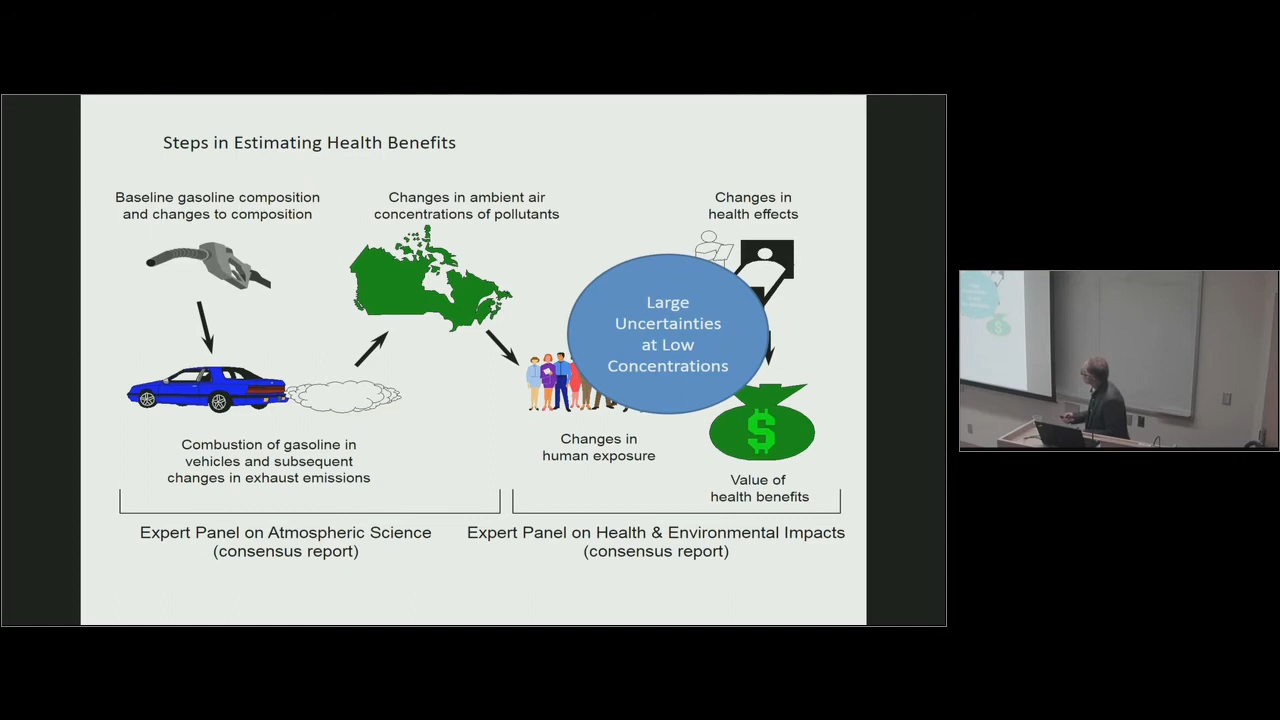 Steps in Estimating Health Benefits
Baseline gasoline composition
and changes to composition
Changes in ambient air
concentrations of pollutants
Changes in
health effects
Large
Uncertainties
at Low
Concentrations
$
Combustion of gasoline in
vehicles and subsequent
changes in exhaust emissions
Changes in
human exposure
Value of
health benefits
Expert Panel on Atmospheric Science
(consensus report)
Expert Panel on Health & Environmental Impacts
(consensus report)